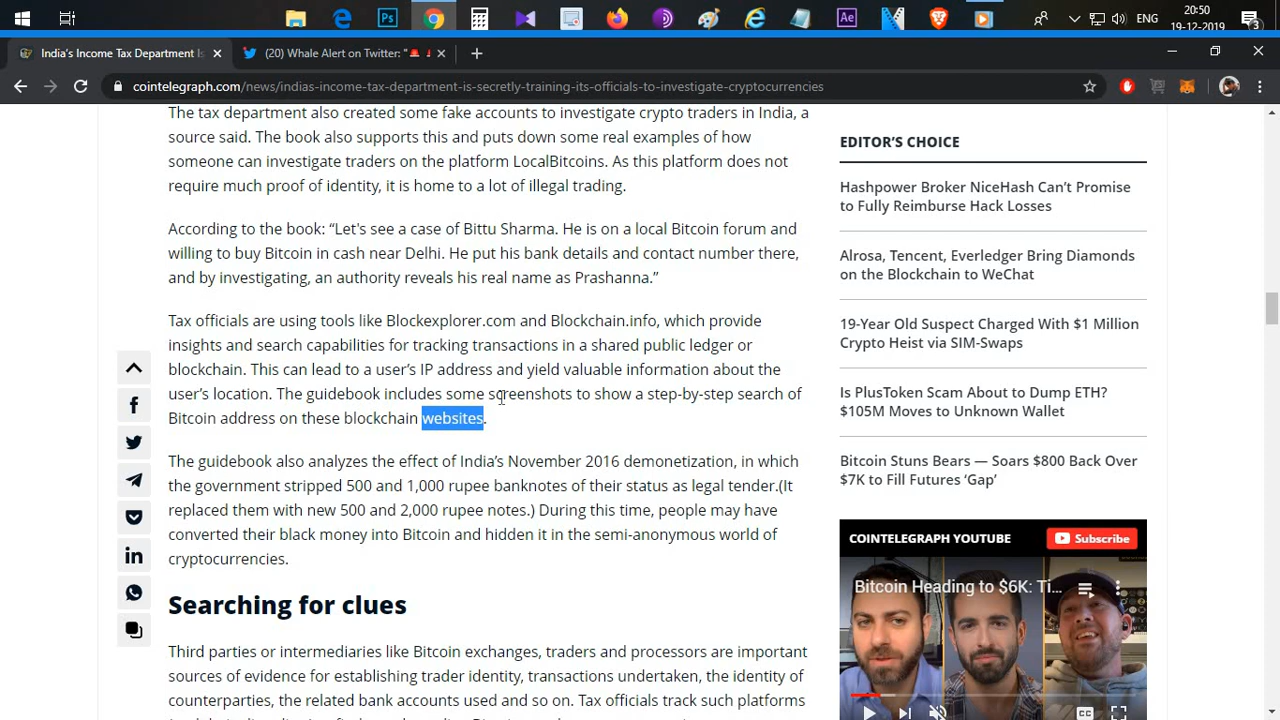 Ps
Ae
ENG
20:50
19-12-2019
3
India's Income Tax Department Is
(20) Whale Alert on Twitter: "
cointelegraph.com/news/indias-income-tax-department-is-secretly-training-its-officials-to-investigate-cryptocurrencies
The tax department also created some fake accounts to investigate crypto traders in India, a
source said. The book also supports this and puts down some real examples of how
someone can investigate traders on the platform LocalBitcoins. As this platform does not
require much proof of identity, it is home to a lot of illegal trading.
According to the book: “Let's see a case of Bittu Sharma. He is on a local Bitcoin forum and
willing to buy Bitcoin in cash near Delhi. He put his bank details and contact number there,
and by investigating, an authority reveals his real name as Prashanna.”
Tax officials are using tools like Blockexplorer.com and Blockchain.info, which provide
insights and search capabilities for tracking transactions in a shared public ledger or
blockchain. This can lead to a user’s IP address and yield valuable information about the
user’s location. The guidebook includes some screenshots to show a step-by-step search of
Bitcoin address on these blockchain websites.
The guidebook also analyzes the effect of India’s November 2016 demonetization, in which
the government stripped 500 and 1,000 rupee banknotes of their status as legal tender.(It
replaced them with new 500 and 2,000 rupee notes.) During this time, people may have
converted their black money into Bitcoin and hidden it in the semi-anonymous world of
cryptocurrencies.
Searching for clues
Third parties or intermediaries like Bitcoin exchanges, traders and processors are important
sources of evidence for establishing trader identity, transactions undertaken, the identity of
counterparties, the related bank accounts used and so on. Tax officials track such platforms
EDITOR’S CHOICE
Hashpower Broker NiceHash Can’t Promise
to Fully Reimburse Hack Losses
Alrosa, Tencent, Everledger Bring Diamonds
on the Blockchain to WeChat
19-Year Old Suspect Charged With $1 Million
Crypto Heist via SIM-Swaps
Is PlusToken Scam About to Dump ETH?
$105M Moves to Unknown Wallet
Bitcoin Stuns Bears — Soars $800 Back Over
$7K to Fill Futures ‘Gap’
COINTELEGRAPH YOUTUBE
Subscribe
Bitcoin Heading to $6K: Ti...
CC